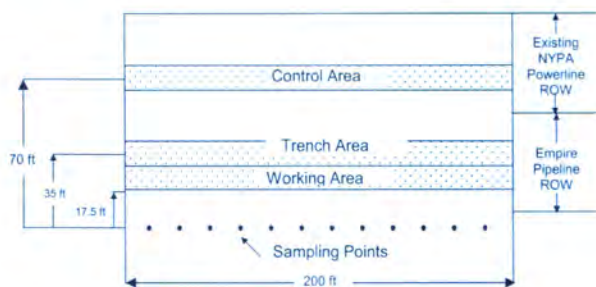 Existing
NYPA
Powerline
ROW
Control Area
70 ft
Trench Area
Empire
Pipeline
ROW
35 ft
Working Area
17.5 ft
Sampling Points
200 ft